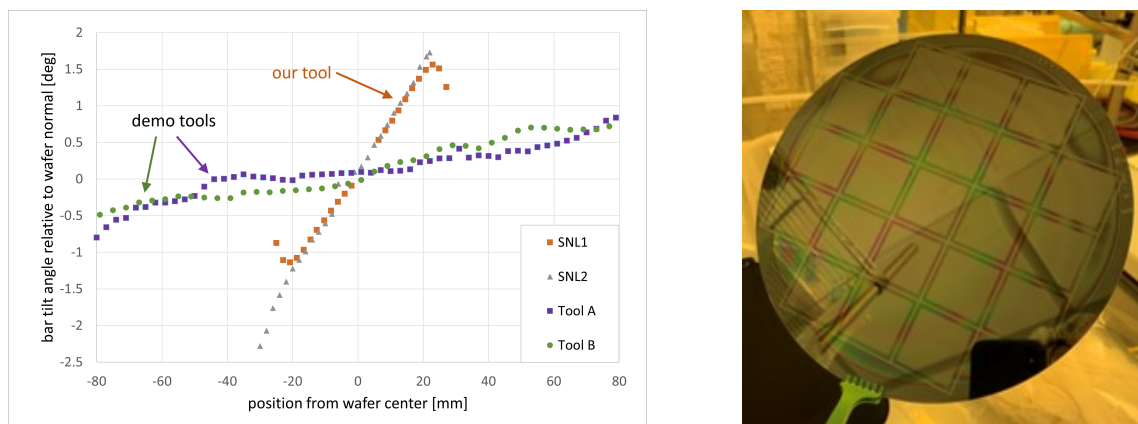 bar tilt angle relative to wafer normal [deg]
2
1.5
1
0.5
0
-0.5
-1
-1.5
-2
-2.5
our tool
demo tools
SNL1
SNL2
Tool A
Tool B
-80 -60 -40 -20 0 20 40 60 80
position from wafer center [mm]